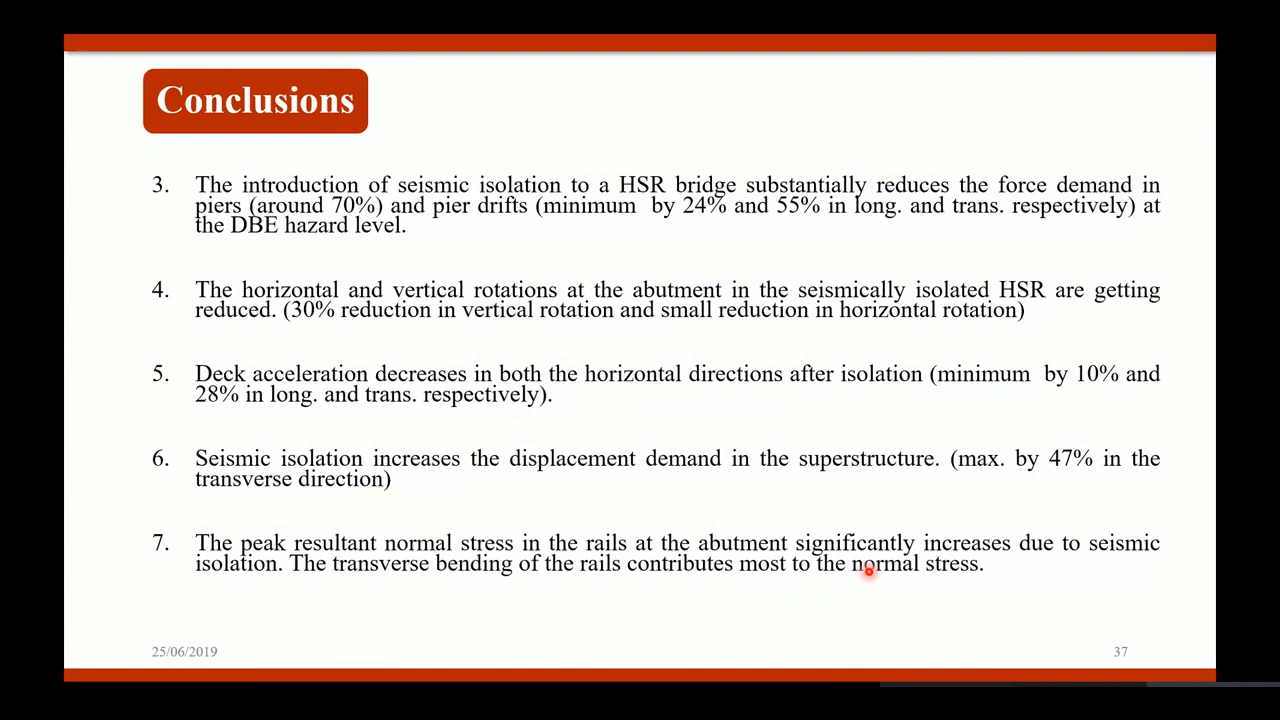 Conclusions
3. The introduction of seismic isolation to a HSR bridge substantially reduces the force demand in
piers (around 70%) and pier drifts (minimum by 24% and 55% in long. and trans. respectively) at
the DBE hazard level.
4. The horizontal and vertical rotations at the abutment in the seismically isolated HSR are getting
reduced. (30% reduction in vertical rotation and small reduction in horizontal rotation)
5. Deck acceleration decreases in both the horizontal directions after isolation (minimum by 10% and
28% in long. and trans. respectively).
6. Seismic isolation increases the displacement demand in the superstructure. (max. by 47% in the
transverse direction)
7. The peak resultant normal stress in the rails at the abutment significantly increases due to seismic
isolation. The transverse bending of the rails contributes most to the normal stress.
25/06/2019
37